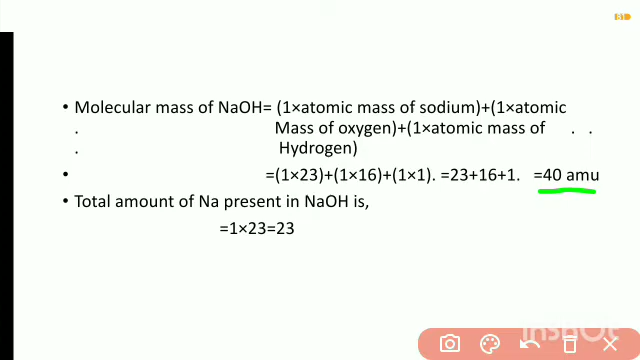 81
• Molecular mass of NaOH= (1×atomic mass of sodium)+(1×atomic
. Mass of oxygen)+(1×atomic mass of . .
. Hydrogen)
• =(1×23)+(1×16)+(1×1). =23+16+1. =40 amu
• Total amount of Na present in NaOH is,
=1×23=23
InShOt